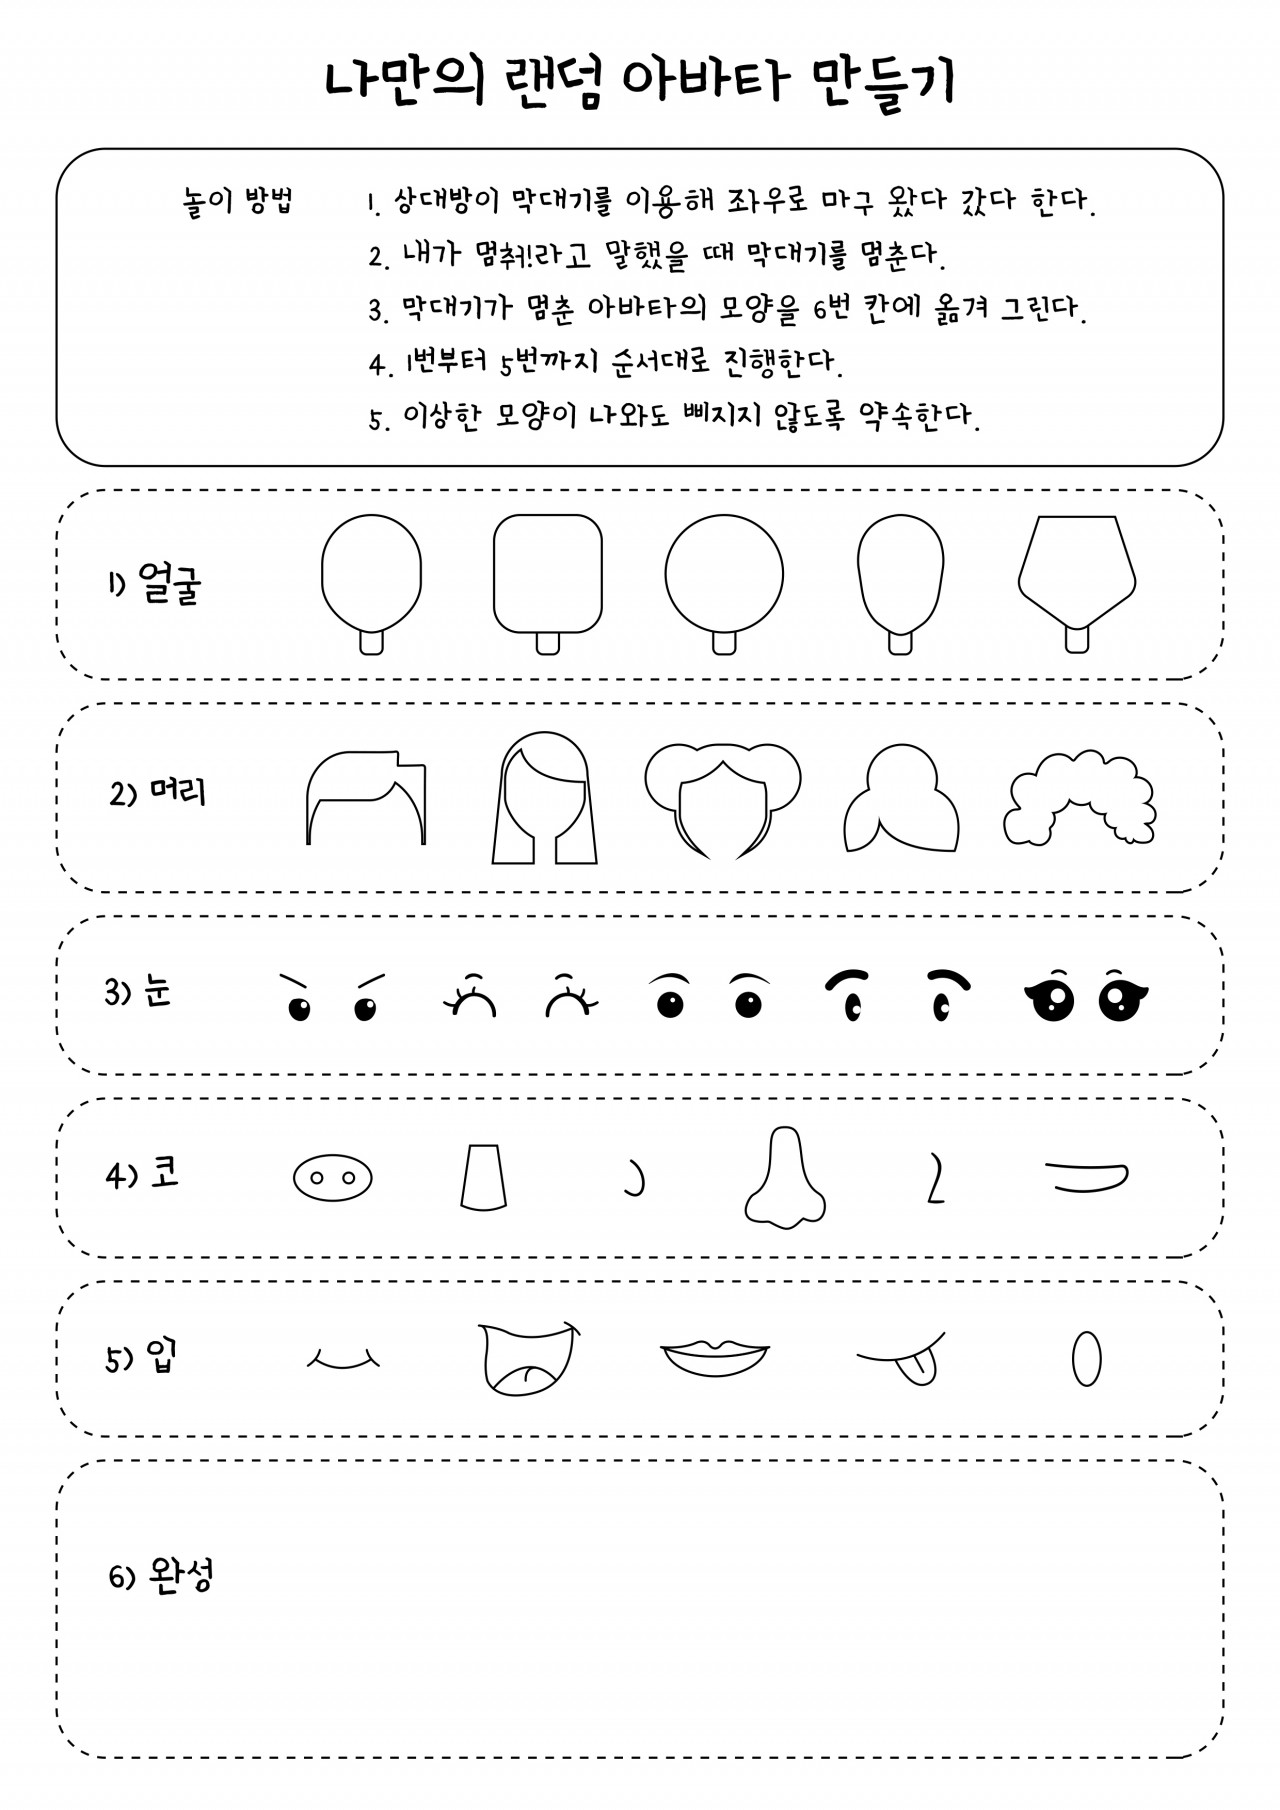 나만의 랜덤 아바타 만들기
놀이 방법
1. 상대방이 막대기를 이용해 좌우로 마구 왔다 갔다 한다.
2. 내가 멈춰!라고 말했을 때 막대기를 멈춘다.
3. 막대기가 멈춘 아바타의 모양을 6번 칸에 옮겨 그린다.
4. 1번부터 5번까지 순서대로 진행한다.
5. 이상한 모양이 나와도 삐지지 않도록 약속한다.
1) 얼굴
2) 머리
3) 눈
4) 코
5) 입
6) 완성